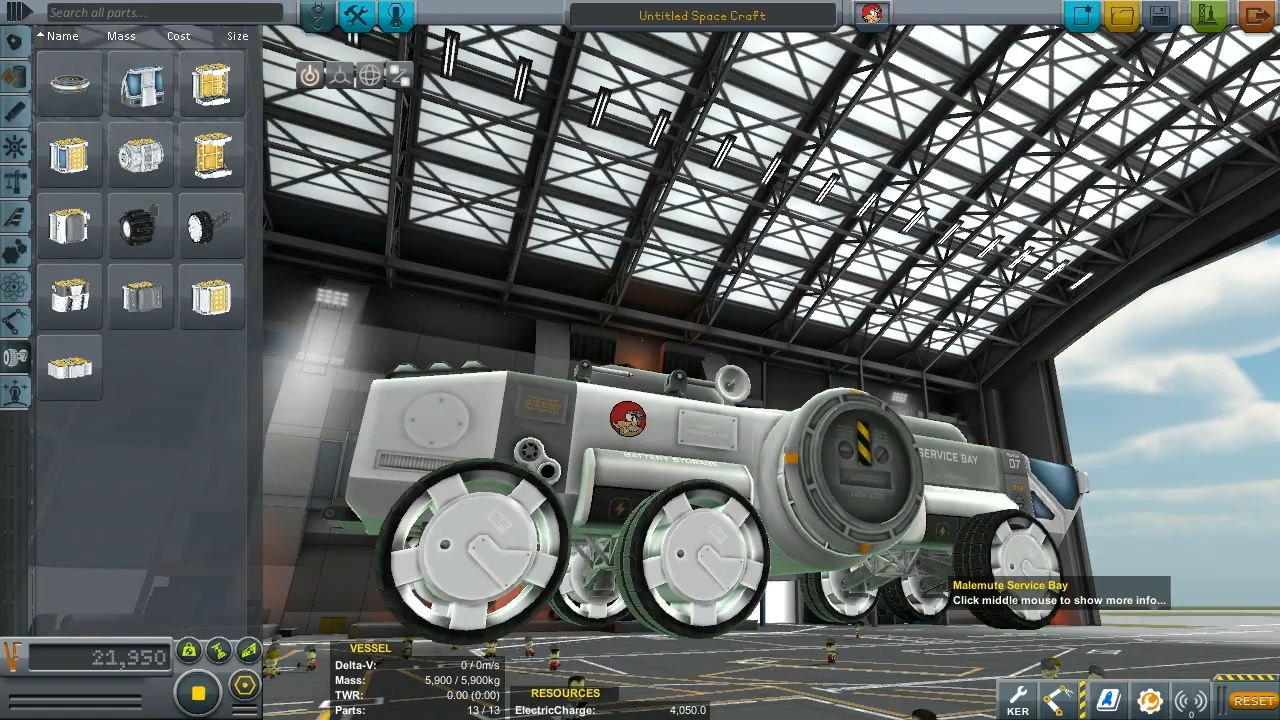 Search all parts...
Untitled Space Craft
Name Mass Cost Size
BATTERY STORAGE
SERVICE BAY
07
Malemute Service Bay
Click middle mouse to show more info...
21,950
VESSEL
Delta-V: 0 / 0m/s
Mass: 5,900 / 5,900kg
TWR: 0.00 (0.00)
Parts: 13 / 13
RESOURCES
ElectricCharge: 4,050.0
KER
RESET